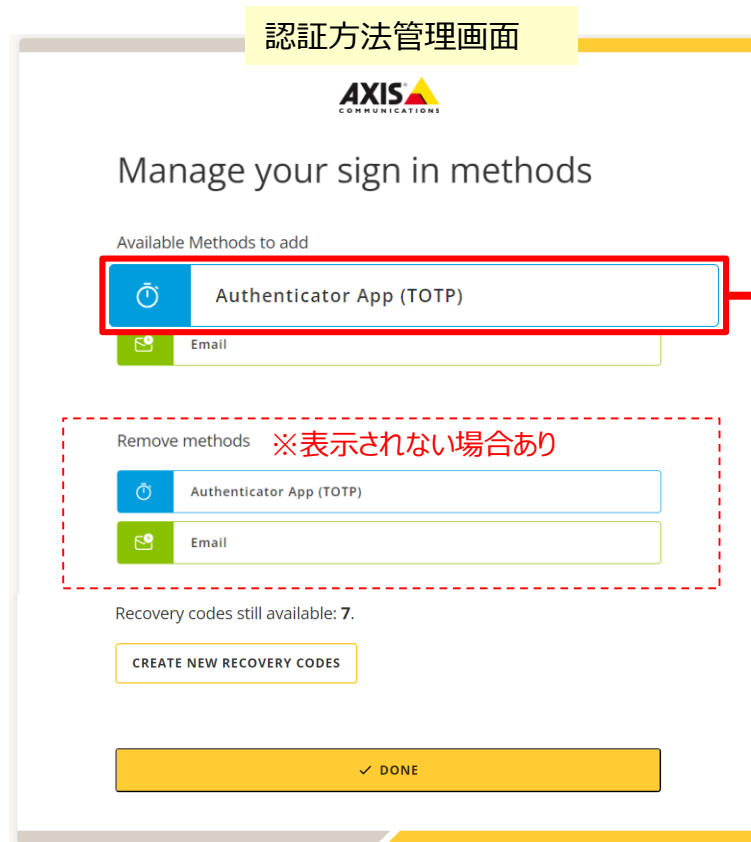 認証方法管理画面
AXIS
COMMUNICATIONS
Manage your sign in methods
Available Methods to add
Authenticator App (TOTP)
Email
Remove methods ※表示されない場合あり
Authenticator App (TOTP)
Email
Recovery codes still available: 7.
CREATE NEW RECOVERY CODES
✓ DONE